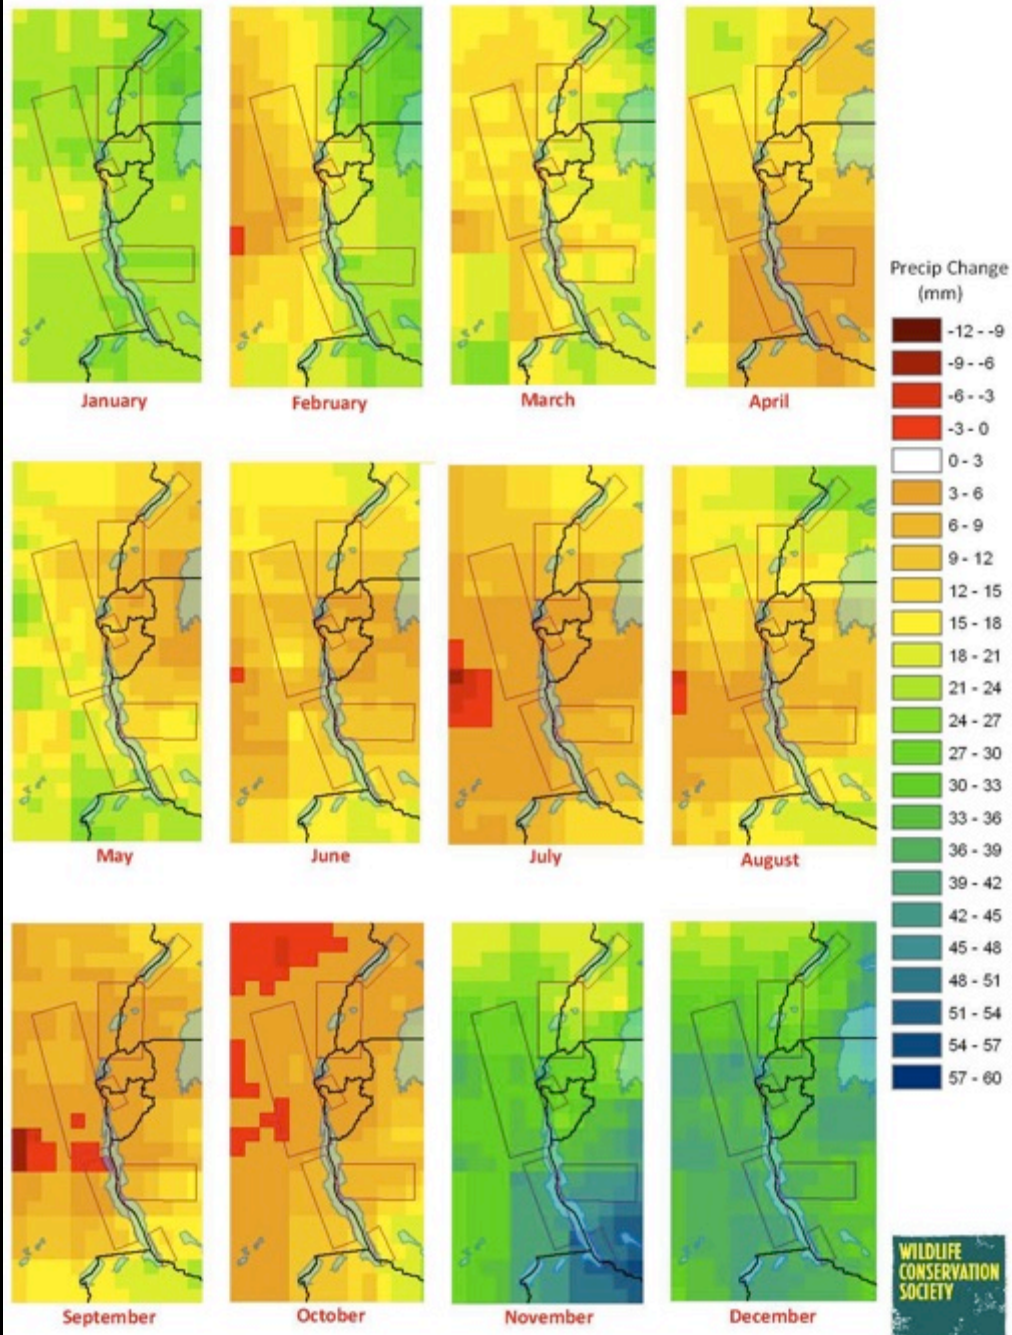 January
February
March
April
Precip Change
(mm)
-12 - -9
-9 - -6
-6 - -3
-3 - 0
0 - 3
3 - 6
6 - 9
9 - 12
12 - 15
15 - 18
18 - 21
21 - 24
24 - 27
27 - 30
30 - 33
33 - 36
36 - 39
39 - 42
42 - 45
45 - 48
48 - 51
51 - 54
54 - 57
57 - 60
May
June
July
August
September
October
November
December
WILDLIFE
CONSERVATION
SOCIETY